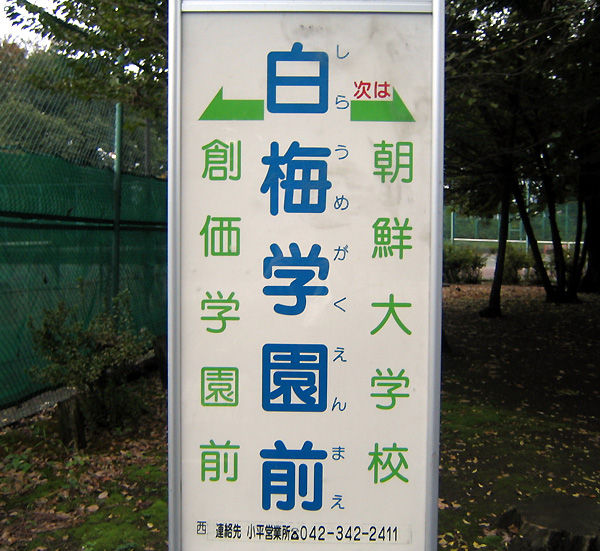 次は
朝鮮大学校
白梅学園前
しらうめがくえんまえ
創価学園前
西 連絡先 小平営業所☎042-342-2411